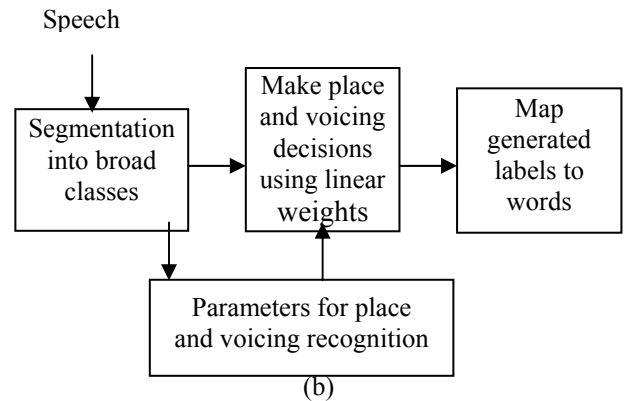 Speech
Segmentation
into broad
classes
Make place
and voicing
decisions
using linear
weights
Map
generated
labels to
words
Parameters for place
and voicing recognition
(b)